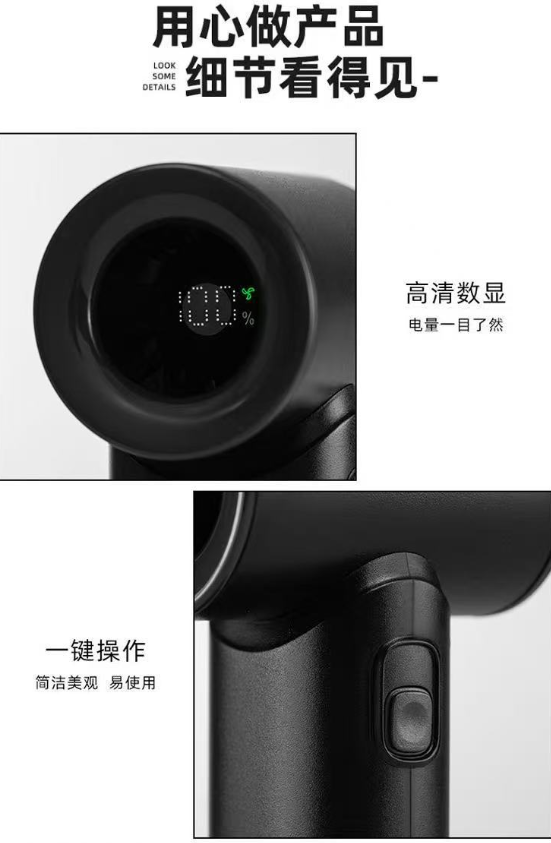 用心做产品
LOOK
SOME
DETAILS
细节看得见-
100
%
高清数显
电量一目了然
一键操作
简洁美观 易使用